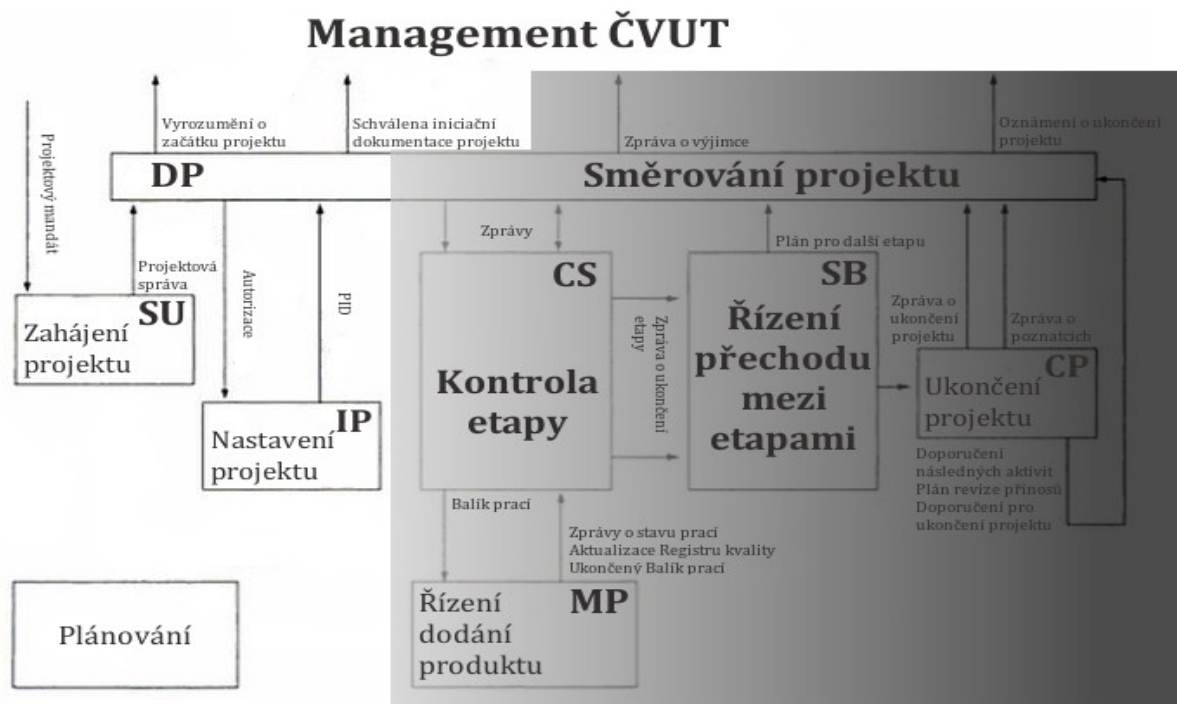 Management ČVUT
Projektový mandát
Vyrozumění o
začátku projektu
Schválena iniciační
dokumentace projektu
Zpráva o výjimce
Oznámení o ukončení
projektu
DP
Směrování projektu
Projektová
správa
Autorizace
PID
Zprávy
Plán pro další etapu
SU
Zahájení
projektu
IP
Nastavení
projektu
CS
Kontrola
etapy
Zpráva o ukončení
etapy
SB
Řízení
přechodu
mezi
etapami
Zpráva o
ukončení
projektu
Zpráva o
poznatcích
CP
Ukončení
projektu
Doporučení
následných aktivit
Plán revize přínosů
Doporučení pro
ukončení projektu
Balík prací
Zprávy o stavu prací
Aktualizace Registru kvality
Ukončený Balík prací
Plánování
MP
Řízení
dodání
produktu